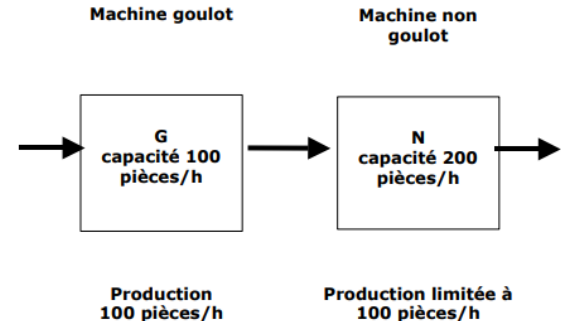 Machine goulot
Machine non
goulot
G
capacité 100
pièces/h
N
capacité 200
pièces/h
Production
100 pièces/h
Production limitée à
100 pièces/h